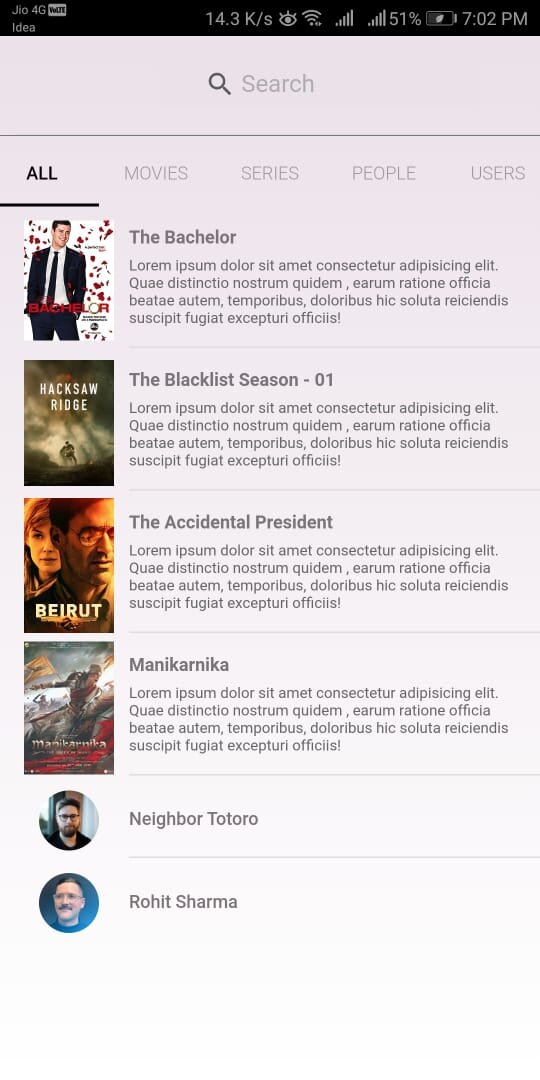 Jio 4G VoLTE
Idea
14.3 K/s 51% 7:02 PM
Search
ALL MOVIES SERIES PEOPLE USERS
BACHELOR
abc
The Bachelor
Lorem ipsum dolor sit amet consectetur adipisicing elit.
Quae distinctio nostrum quidem , earum ratione officia
beatae autem, temporibus, doloribus hic soluta reiciendis
suscipit fugiat excepturi officiis!
HACKSAW
RIDGE
The Blacklist Season - 01
Lorem ipsum dolor sit amet consectetur adipisicing elit.
Quae distinctio nostrum quidem , earum ratione officia
beatae autem, temporibus, doloribus hic soluta reiciendis
suscipit fugiat excepturi officiis!
BEIRUT
The Accidental President
Lorem ipsum dolor sit amet consectetur adipisicing elit.
Quae distinctio nostrum quidem , earum ratione officia
beatae autem, temporibus, doloribus hic soluta reiciendis
suscipit fugiat excepturi officiis!
Manikarnika
Manikarnika
Lorem ipsum dolor sit amet consectetur adipisicing elit.
Quae distinctio nostrum quidem , earum ratione officia
beatae autem, temporibus, doloribus hic soluta reiciendis
suscipit fugiat excepturi officiis!
Neighbor Totoro
Rohit Sharma